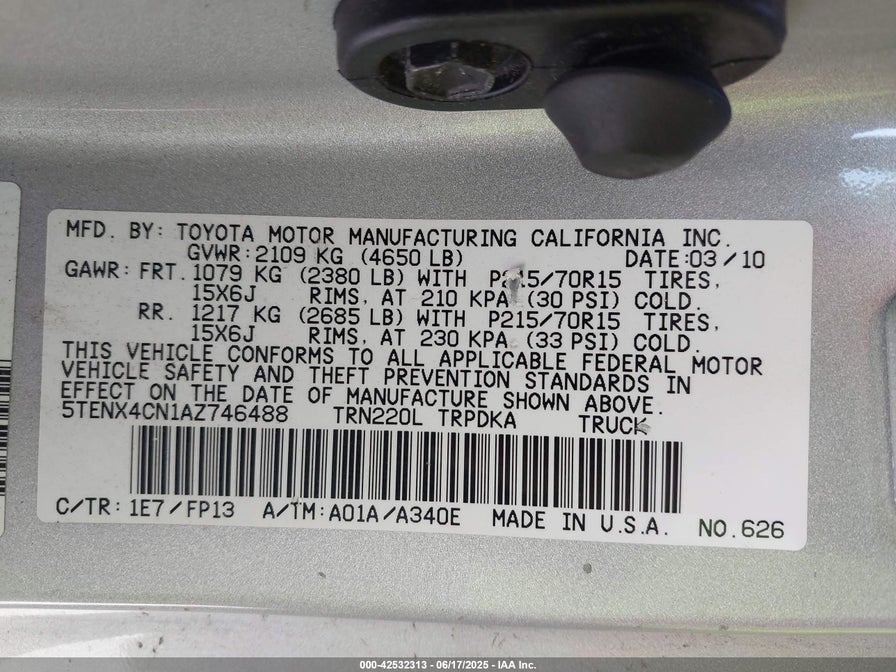 MFD. BY: TOYOTA MOTOR MANUFACTURING CALIFORNIA INC.
GVWR: 2109 KG (4650 LB) DATE: 03/10
GAWR: FRT. 1079 KG (2380 LB) WITH P215/70R15 TIRES,
15X6J RIMS, AT 210 KPA (30 PSI) COLD.
RR. 1217 KG (2685 LB) WITH P215/70R15 TIRES,
15X6J RIMS, AT 230 KPA (33 PSI) COLD.
THIS VEHICLE CONFORMS TO ALL APPLICABLE FEDERAL MOTOR
VEHICLE SAFETY AND THEFT PREVENTION STANDARDS IN
EFFECT ON THE DATE OF MANUFACTURE SHOWN ABOVE.
5TENX4CN1AZ746488 TRN220L TRPDKA TRUCK
C/TR: 1E7/FP13 A/TM: A01A/A340E MADE IN U.S.A. NO.626
000-42532313 - 06/17/2025 - IAA Inc.